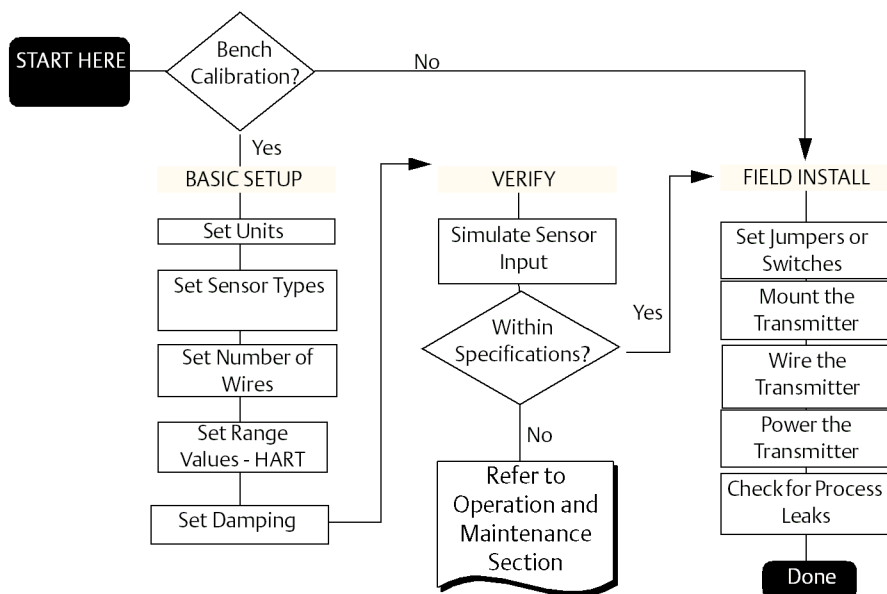 START HERE
Bench
Calibration?
No
Yes
BASIC SETUP
Set Units
Set Sensor Types
Set Number of
Wires
Set Range
Values - HART
Set Damping
VERIFY
Simulate Sensor
Input
Within
Specifications?
Yes
No
Refer to
Operation and
Maintenance
Section
FIELD INSTALL
Set Jumpers or
Switches
Mount the
Transmitter
Wire the
Transmitter
Power the
Transmitter
Check for Process
Leaks
Done